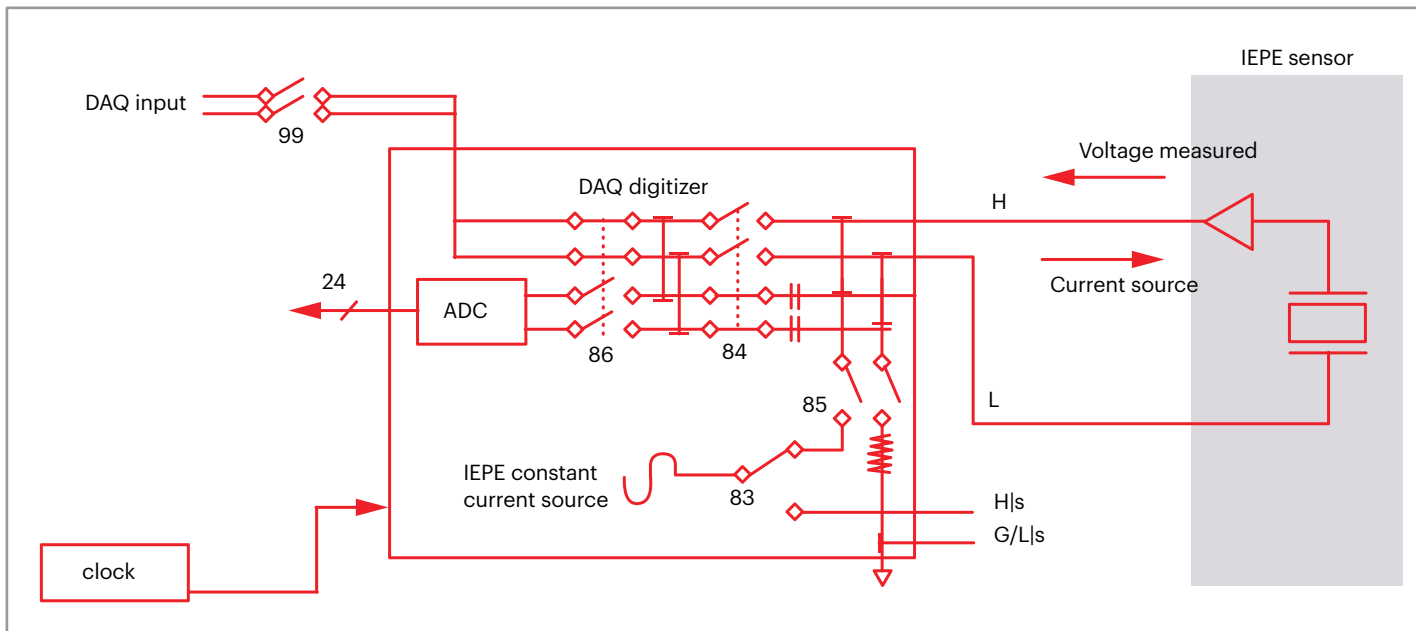 IEPE sensor
DAQ input
99
Voltage measured
DAQ digitizer
H
24
ADC
Current source
86
84
85
L
IEPE constant
current source
83
H|s
G/L|s
clock